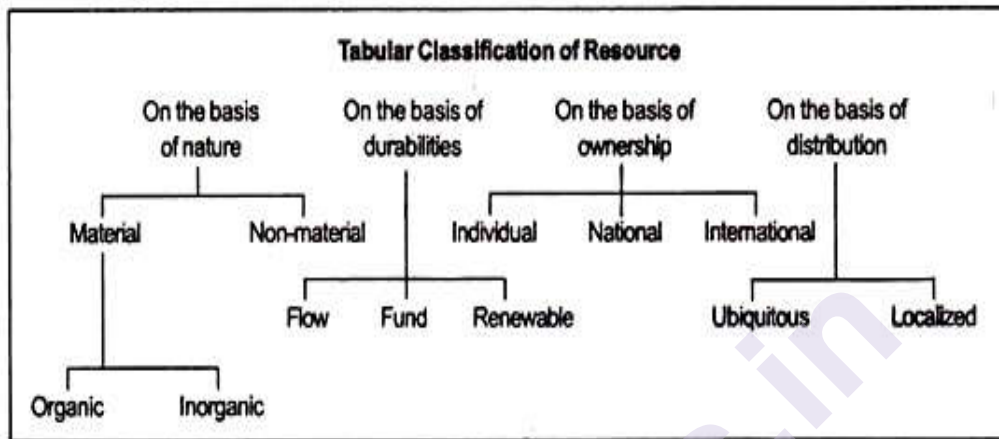 Tabular Classification of Resource
On the basis
of nature
On the basis of
durabilities
On the basis of
ownership
On the basis of
distribution
Material
Non-material
Individual
National
International
Flow
Fund
Renewable
Ubiquitous
Localized
Organic
Inorganic
s.in